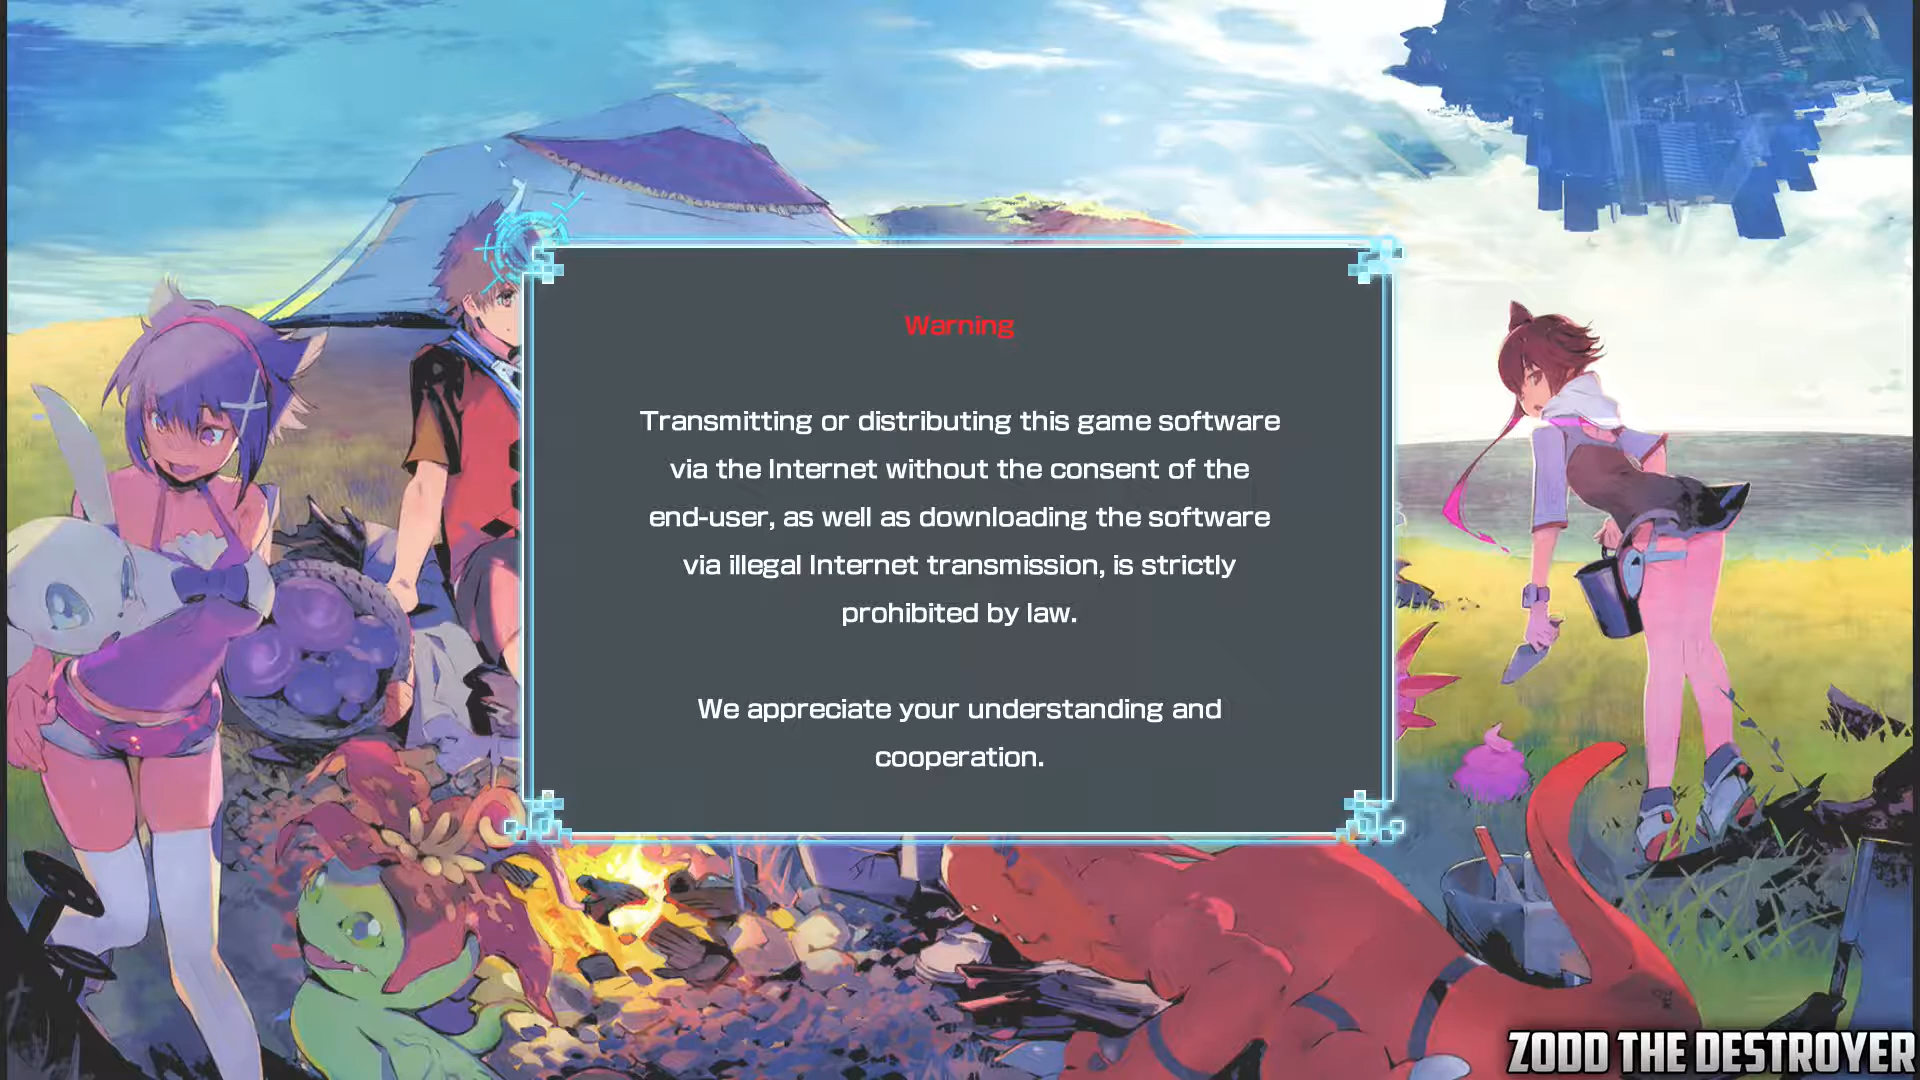 Warning
Transmitting or distributing this game software
via the Internet without the consent of the
end-user, as well as downloading the software
via illegal Internet transmission, is strictly
prohibited by law.
We appreciate your understanding and
cooperation.
ZODD THE DESTROYER